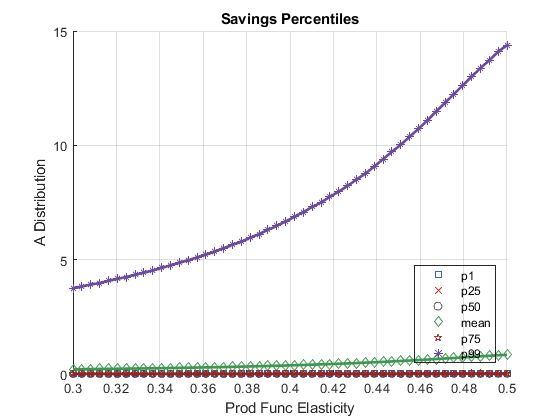 Savings Percentiles
15
10
5
0
A Distribution
p1
p25
p50
mean
p75
p99
0.3 0.32 0.34 0.36 0.38 0.4 0.42 0.44 0.46 0.48 0.5
Prod Func Elasticity